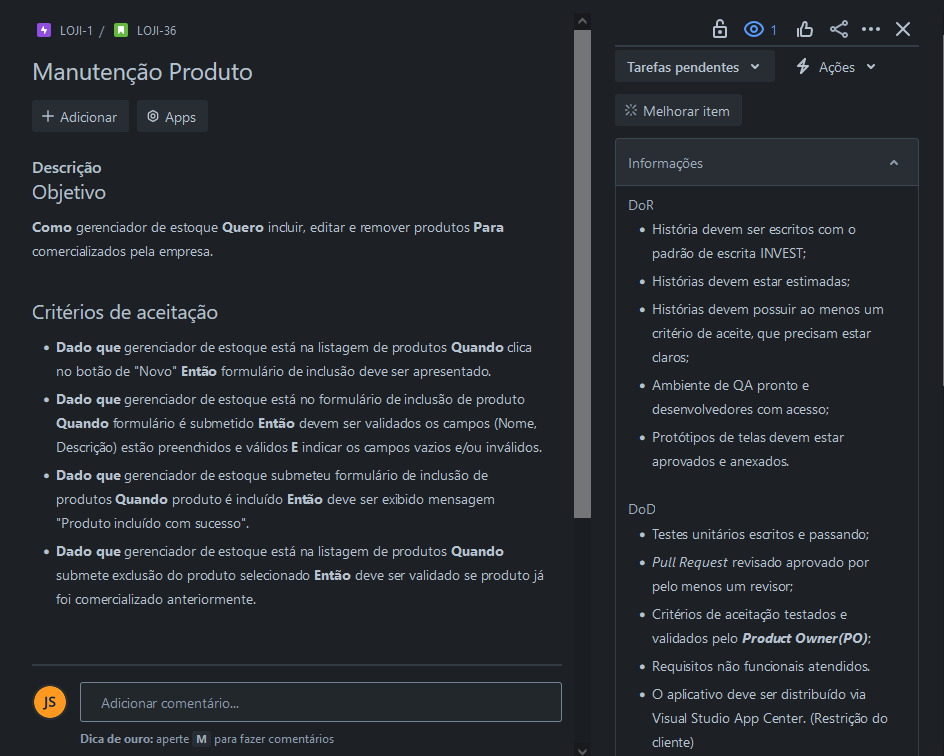 LOJI-1 / LOJI-36
Manutenção Produto
Adicionar
Apps
Descrição
Objetivo
Como gerenciador de estoque Quero incluir, editar e remover produtos Para
comercializados pela empresa.
Critérios de aceitação
• Dado que gerenciador de estoque está na listagem de produtos Quando clica
no botão de "Novo" Então formulário de inclusão deve ser apresentado.
• Dado que gerenciador de estoque está no formulário de inclusão de produto
Quando formulário é submetido Então devem ser validados os campos (Nome,
Descrição) estão preenchidos e válidos E indicar os campos vazios e/ou inválidos.
• Dado que gerenciador de estoque submeteu formulário de inclusão de
produtos Quando produto é incluído Então deve ser exibido mensagem
"Produto incluído com sucesso".
• Dado que gerenciador de estoque está na listagem de produtos Quando
submete exclusão do produto selecionado Então deve ser validado se produto já
foi comercializado anteriormente.
JS
Adicionar comentário...
Dica de ouro: aperte M para fazer comentários
1
Tarefas pendentes
Ações
Melhorar item
Informações
DoR
• História devem ser escritos com o
padrão de escrita INVEST;
• Histórias devem estar estimadas;
• Histórias devem possuir ao menos um
critério de aceite, que precisam estar
claros;
• Ambiente de QA pronto e
desenvolvedores com acesso;
• Protótipos de telas devem estar
aprovados e anexados.
DoD
• Testes unitários escritos e passando;
• Pull Request revisado aprovado por
pelo menos um revisor;
• Critérios de aceitação testados e
validados pelo Product Owner(PO);
• Requisitos não funcionais atendidos.
• O aplicativo deve ser distribuído via
Visual Studio App Center. (Restrição do
cliente)